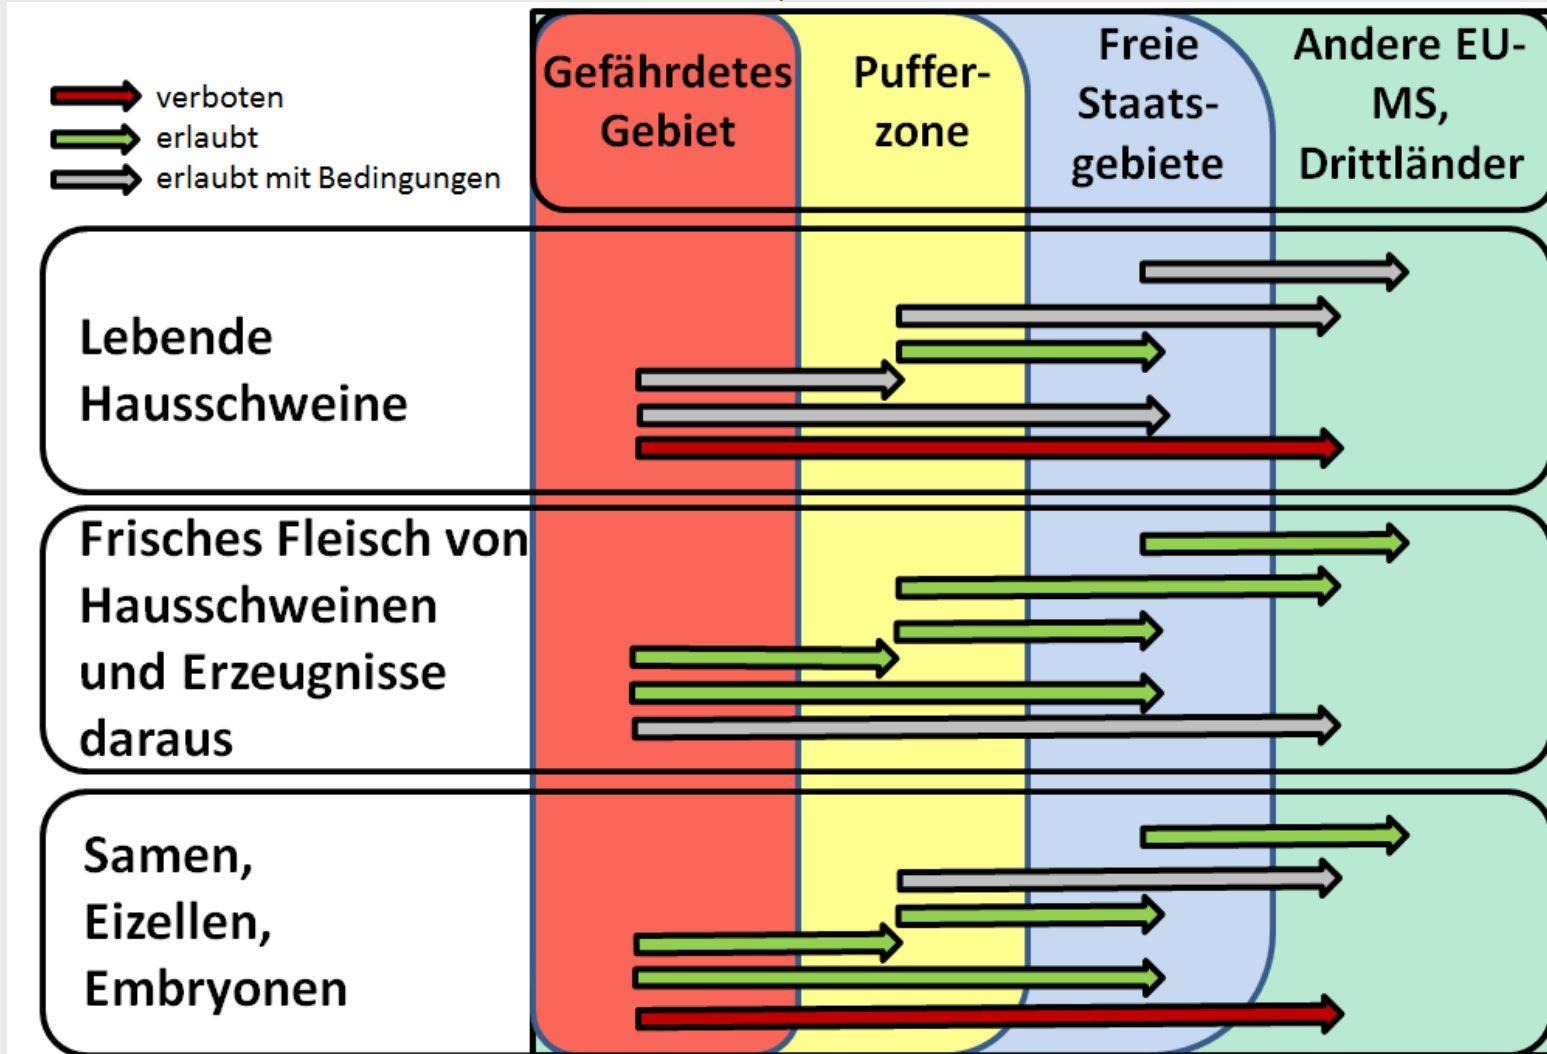 verboten
erlaubt
erlaubt mit Bedingungen
Gefährdetes
Gebiet
Puffer-
zone
Freie
Staats-
gebiete
Andere EU-
MS,
Drittländer
Lebende
Hausschweine
Frisches Fleisch von
Hausschweinen
und Erzeugnisse
daraus
Samen,
Eizellen,
Embryonen